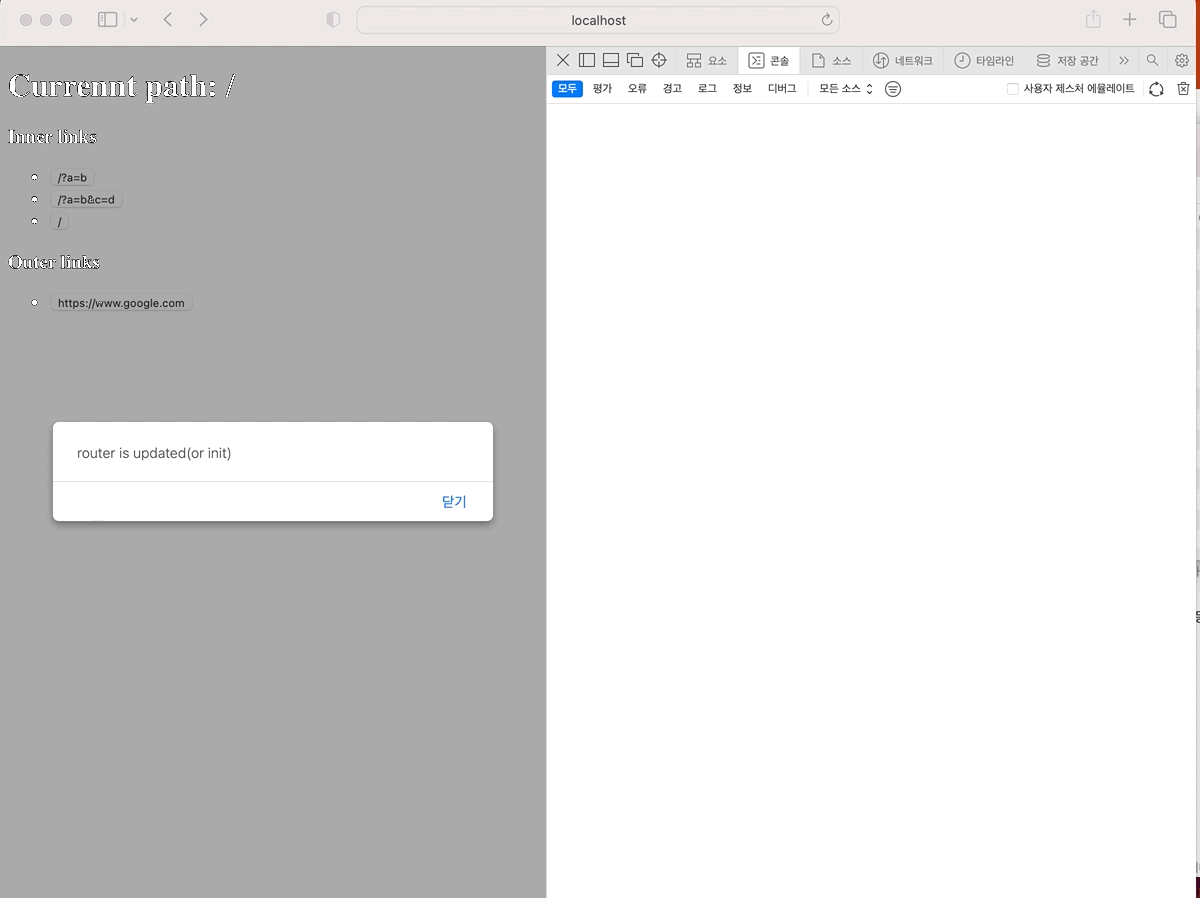 localhost
요소
콘솔
소스
네트워크
타임라인
저장 공간
모두
평가
오류
경고
로그
정보
디버그
모든 소스
사용자 제스처 에뮬레이트
Currennt path: /
Inner links
/?a=b
/?a=b&c=d
/
Outer links
https://www.google.com
router is updated(or init)
닫기